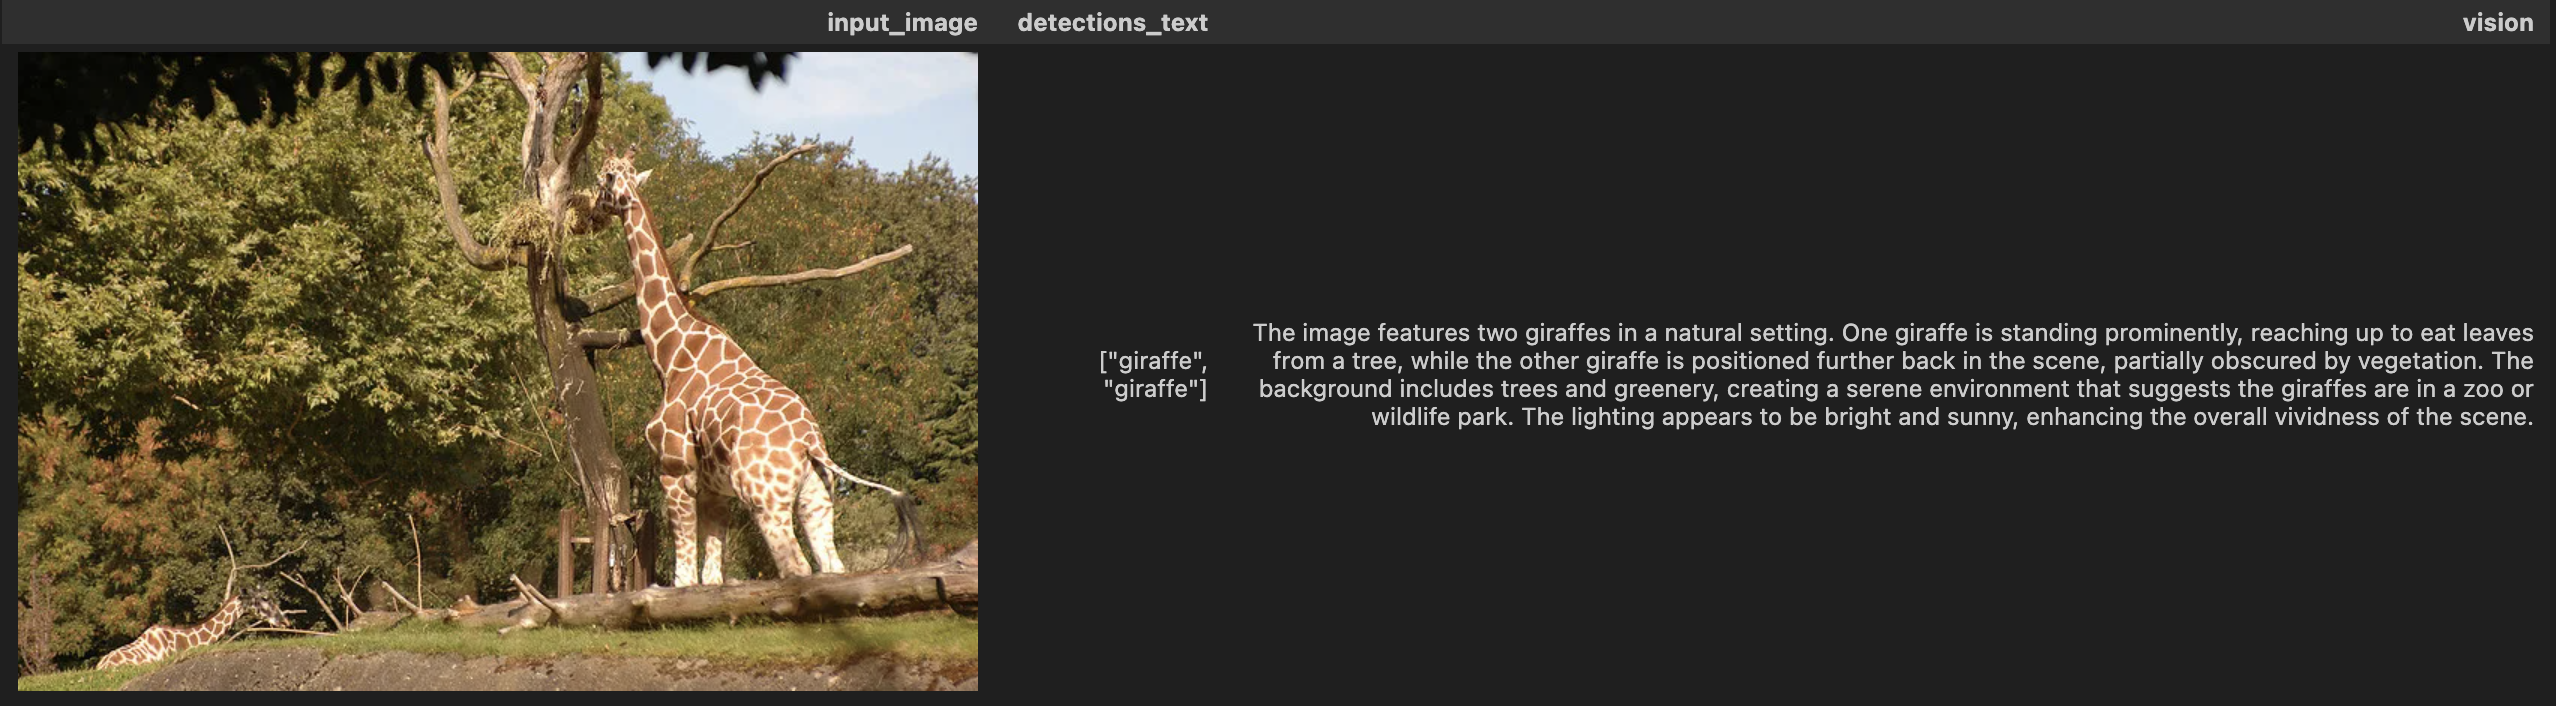 input_image
detections_text
vision
["giraffe",
"giraffe"]
The image features two giraffes in a natural setting. One giraffe is standing prominently, reaching up to eat leaves
from a tree, while the other giraffe is positioned further back in the scene, partially obscured by vegetation. The
background includes trees and greenery, creating a serene environment that suggests the giraffes are in a zoo or
wildlife park. The lighting appears to be bright and sunny, enhancing the overall vividness of the scene.